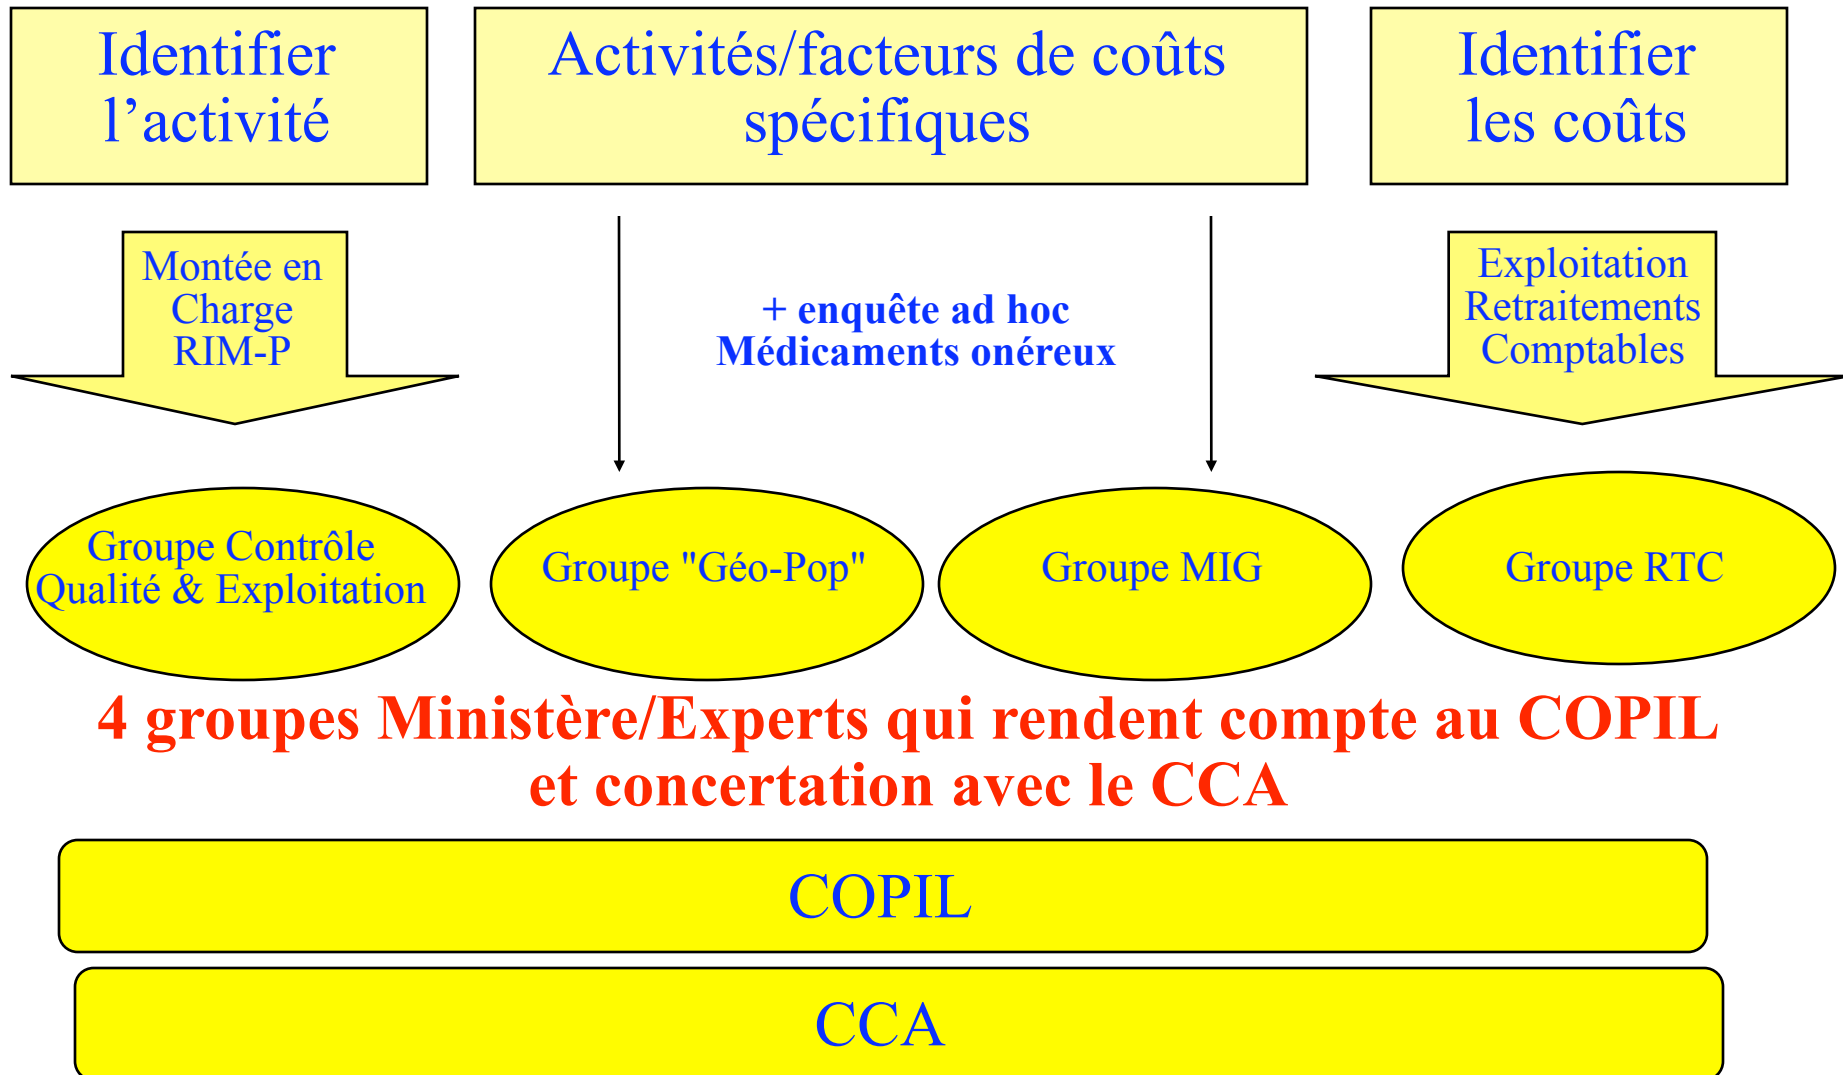 Identifier
l’activité
Activités/facteurs de coûts
spécifiques
Identifier
les coûts
Montée en
Charge
RIM-P
+ enquête ad hoc
Médicaments onéreux
Exploitation
Retraitements
Comptables
Groupe Contrôle
Qualité & Exploitation
Groupe "Géo-Pop"
Groupe MIG
Groupe RTC
4 groupes Ministère/Experts qui rendent compte au COPIL
et concertation avec le CCA
COPIL
CCA